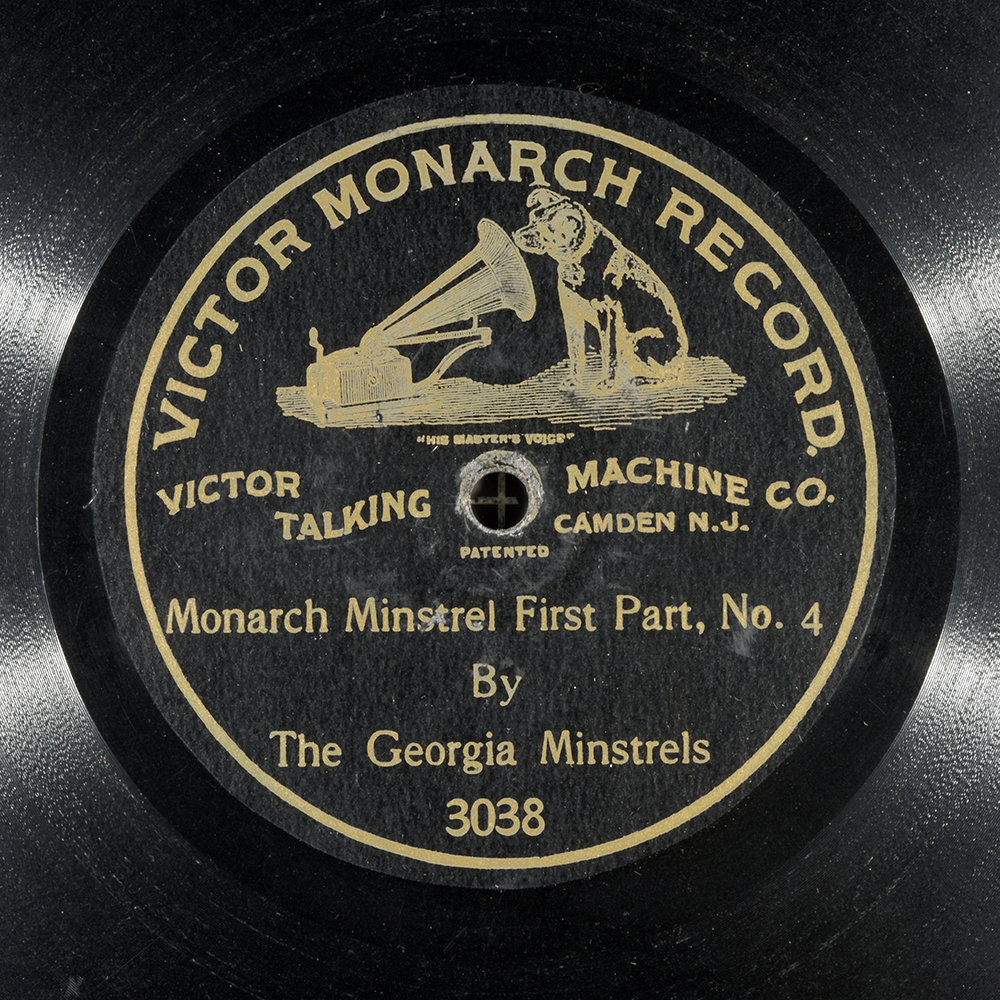 VICTOR MONARCH RECORD.
"HIS MASTER'S VOICE"
VICTOR TALKING MACHINE CO.
CAMDEN N.J.
PATENTED
Monarch Minstrel First Part, No. 4
By
The Georgia Minstrels
3038